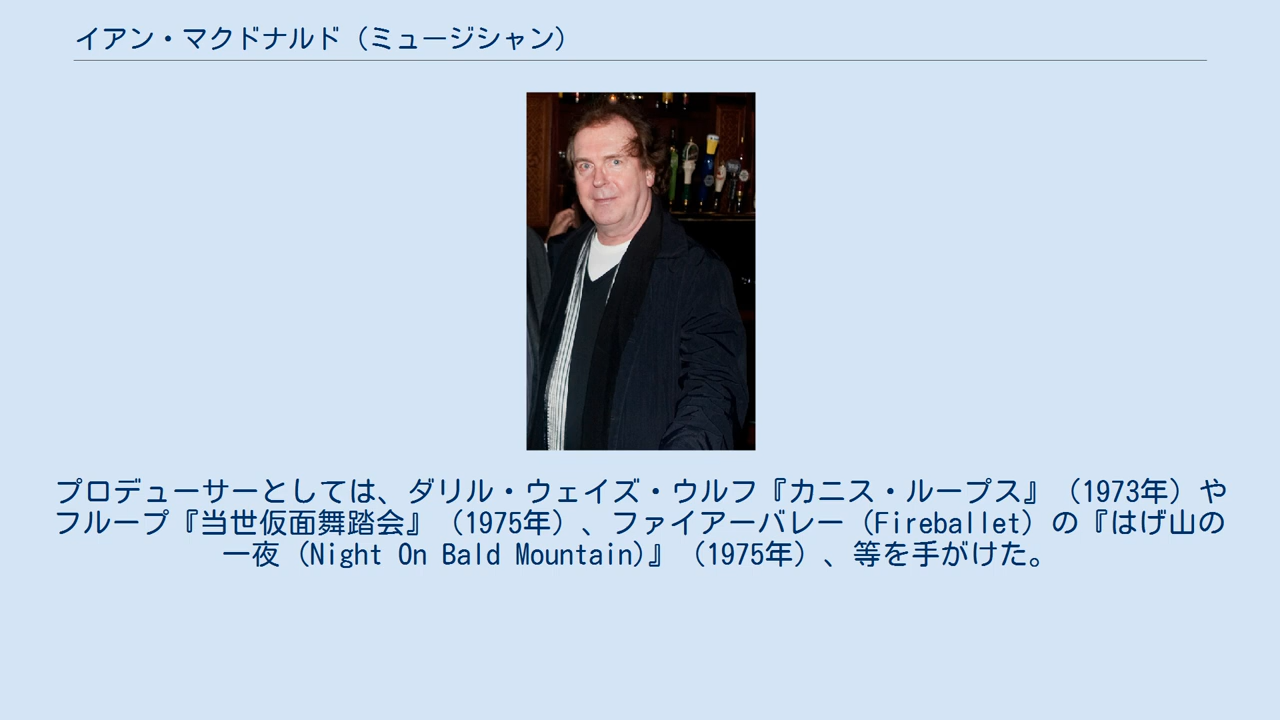 イアン・マクドナルド（ミュージシャン）
プロデューサーとしては、ダリル・ウェイズ・ウルフ『カニス・ループス』（1973年）や
フループ『当世仮面舞踏会』（1975年）、ファイアーバレー（Fireballet）の『はげ山の
一夜（Night On Bald Mountain)』（1975年）、等を手がけた。